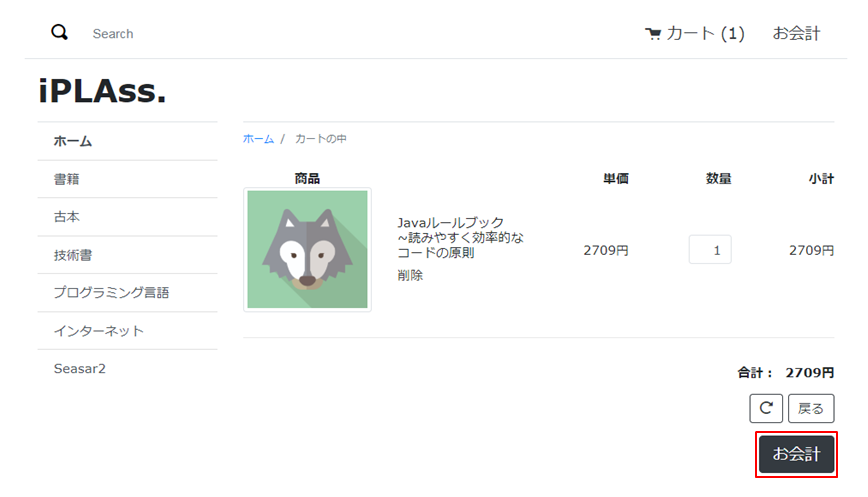 Search
カート (1)
お会計
iPLAss.
ホーム
書籍
古本
技術書
プログラミング言語
インターネット
Seasar2
ホーム / カートの中
商品
単価
数量
小計
Javaルールブック
~読みやすく効率的な
コードの原則
削除
2709円
1
2709円
合計： 2709円
戻る
お会計